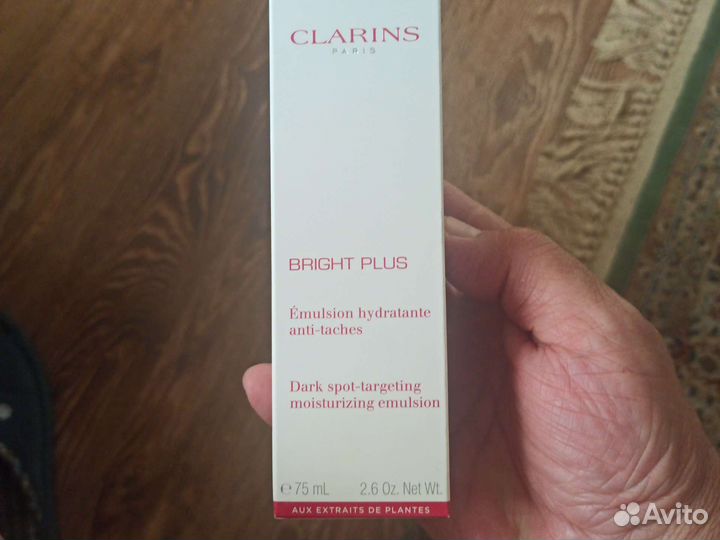 CLARINS
PARIS
BRIGHT PLUS
Émulsion hydratante
anti-taches
Dark spot-targeting
moisturizing emulsion
℮ 75 mL 2.6 Oz. Net Wt.
AUX EXTRAITS DE PLANTES
Avito